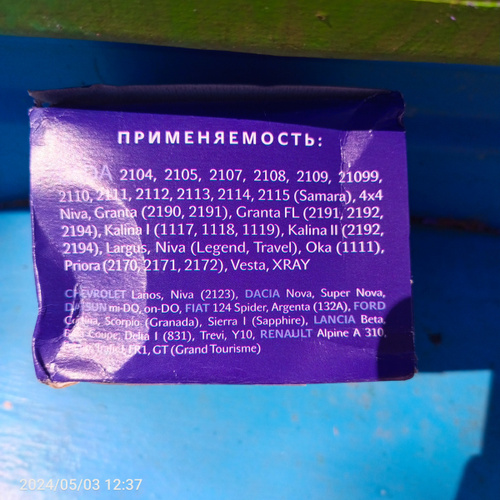 ПРИМЕНЯЕМОСТЬ:
2104, 2105, 2107, 2108, 2109, 21099,
2110, 2111, 2112, 2113, 2114, 2115 (Samara), 4x4
Niva, Granta (2190, 2191), Granta FL (2191, 2192,
2194), Kalina I (1117, 1118, 1119), Kalina II (2192,
2194), Largus, Niva (Legend, Travel), Oka (1111),
Priora (2170, 2171, 2172), Vesta, XRAY
CHEVROLET Lanos, Niva (2123), DACIA Nova, Super Nova,
DATSUN mi-DO, on-DO, FIAT 124 Spider, Argenta (132A), FORD
Cortina, Scorpio (Granada), Sierra I (Sapphire), LANCIA Beta,
Coupe, Delta I (831), Trevi, Y10, RENAULT Alpine A 310,
GT (Grand Tourisme)
2024/05/03 12:37